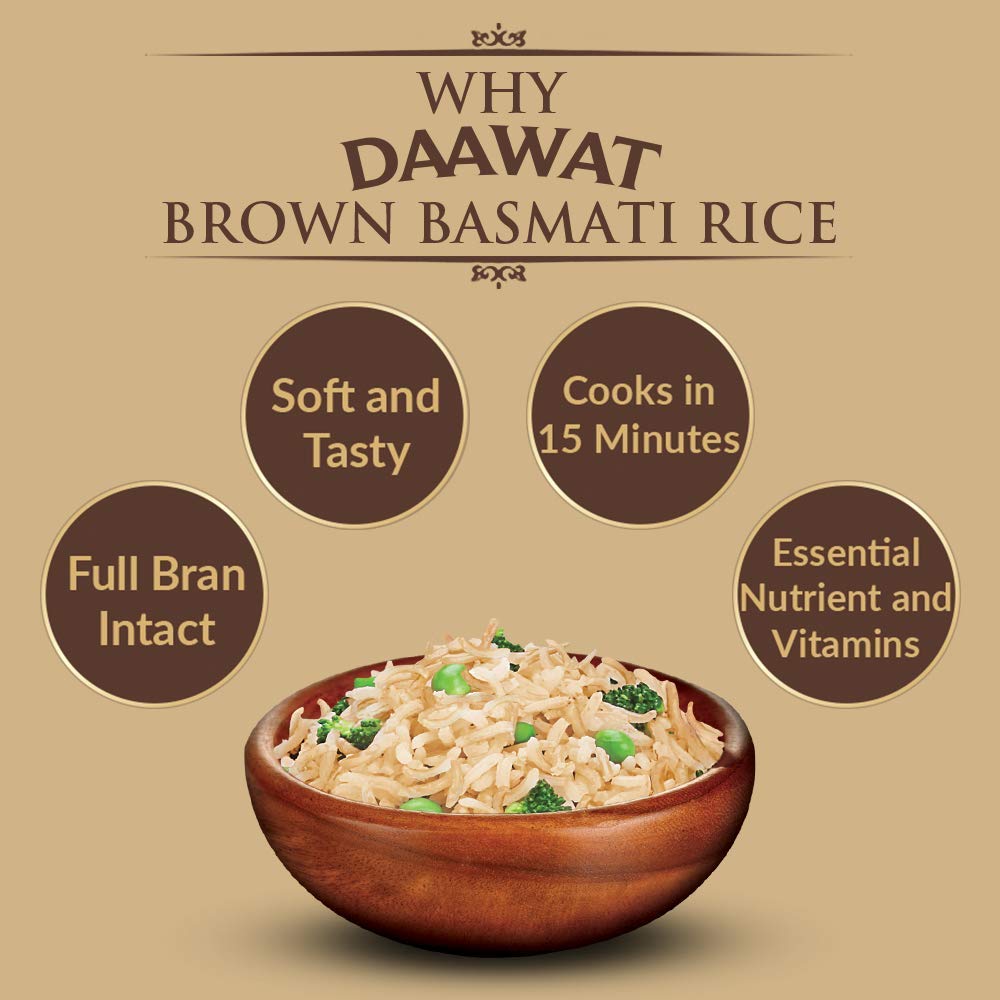 WHY
DAAWAT
BROWN BASMATI RICE
Soft and
Tasty
Cooks in
15 Minutes
Full Bran
Intact
Essential
Nutrient and
Vitamins